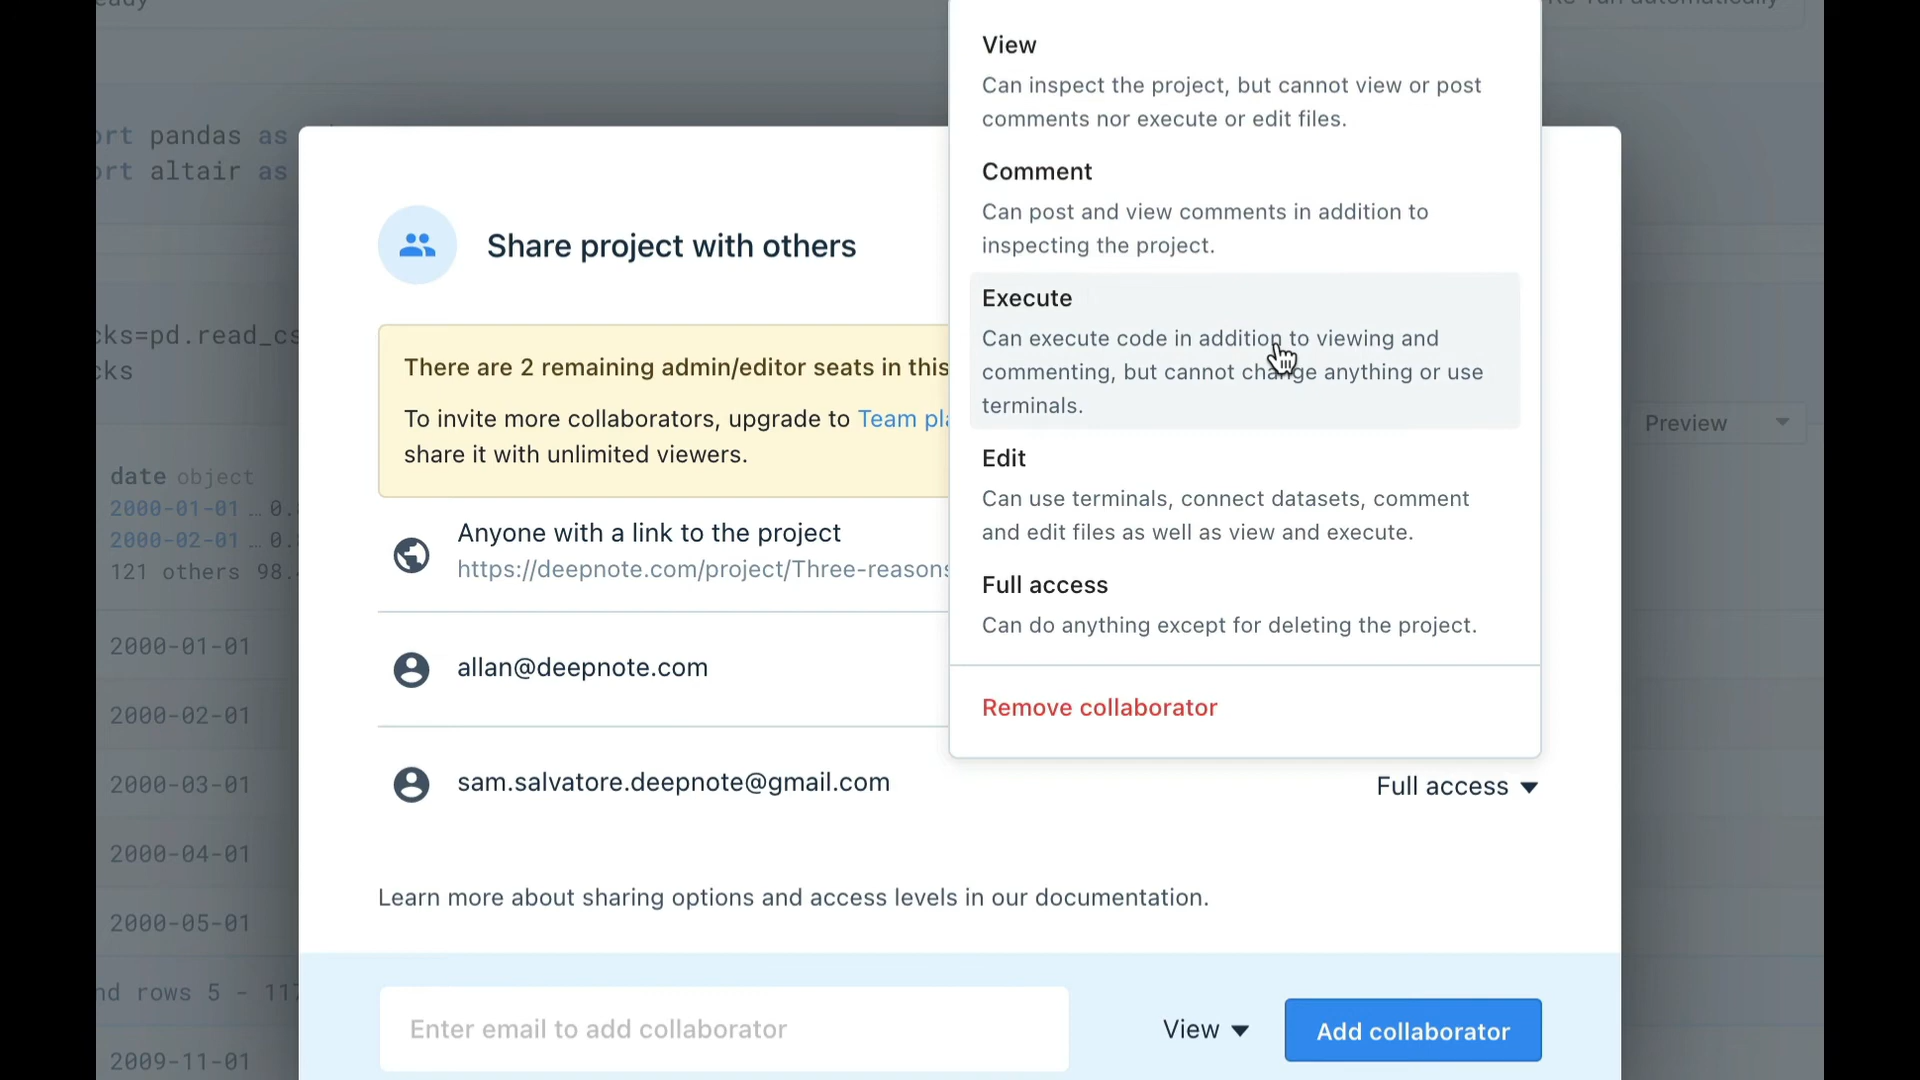 View
Can inspect the project, but cannot view or post
comments nor execute or edit files.
Comment
Can post and view comments in addition to
inspecting the project.
Execute
Can execute code in addition to viewing and
commenting, but cannot change anything or use
terminals.
Edit
Can use terminals, connect datasets, comment
and edit files as well as view and execute.
Full access
Can do anything except for deleting the project.
Remove collaborator
Share project with others
There are 2 remaining admin/editor seats in this
To invite more collaborators, upgrade to Team
share it with unlimited viewers.
Anyone with a link to the project
https://deepnote.com/project/Three-reasons
allan@deepnote.com
sam.salvatore.deepnote@gmail.com
Full access
Learn more about sharing options and access levels in our documentation.
Enter email to add collaborator
View
Add collaborator
pandas as
altair as
=pd.read_cs
Preview
date object
2000-01-01 … 0.
2000-02-01 … 0.
121 others 98.
2000-01-01
2000-02-01
2000-03-01
2000-04-01
2000-05-01
rows 5 - 117
2009-11-01